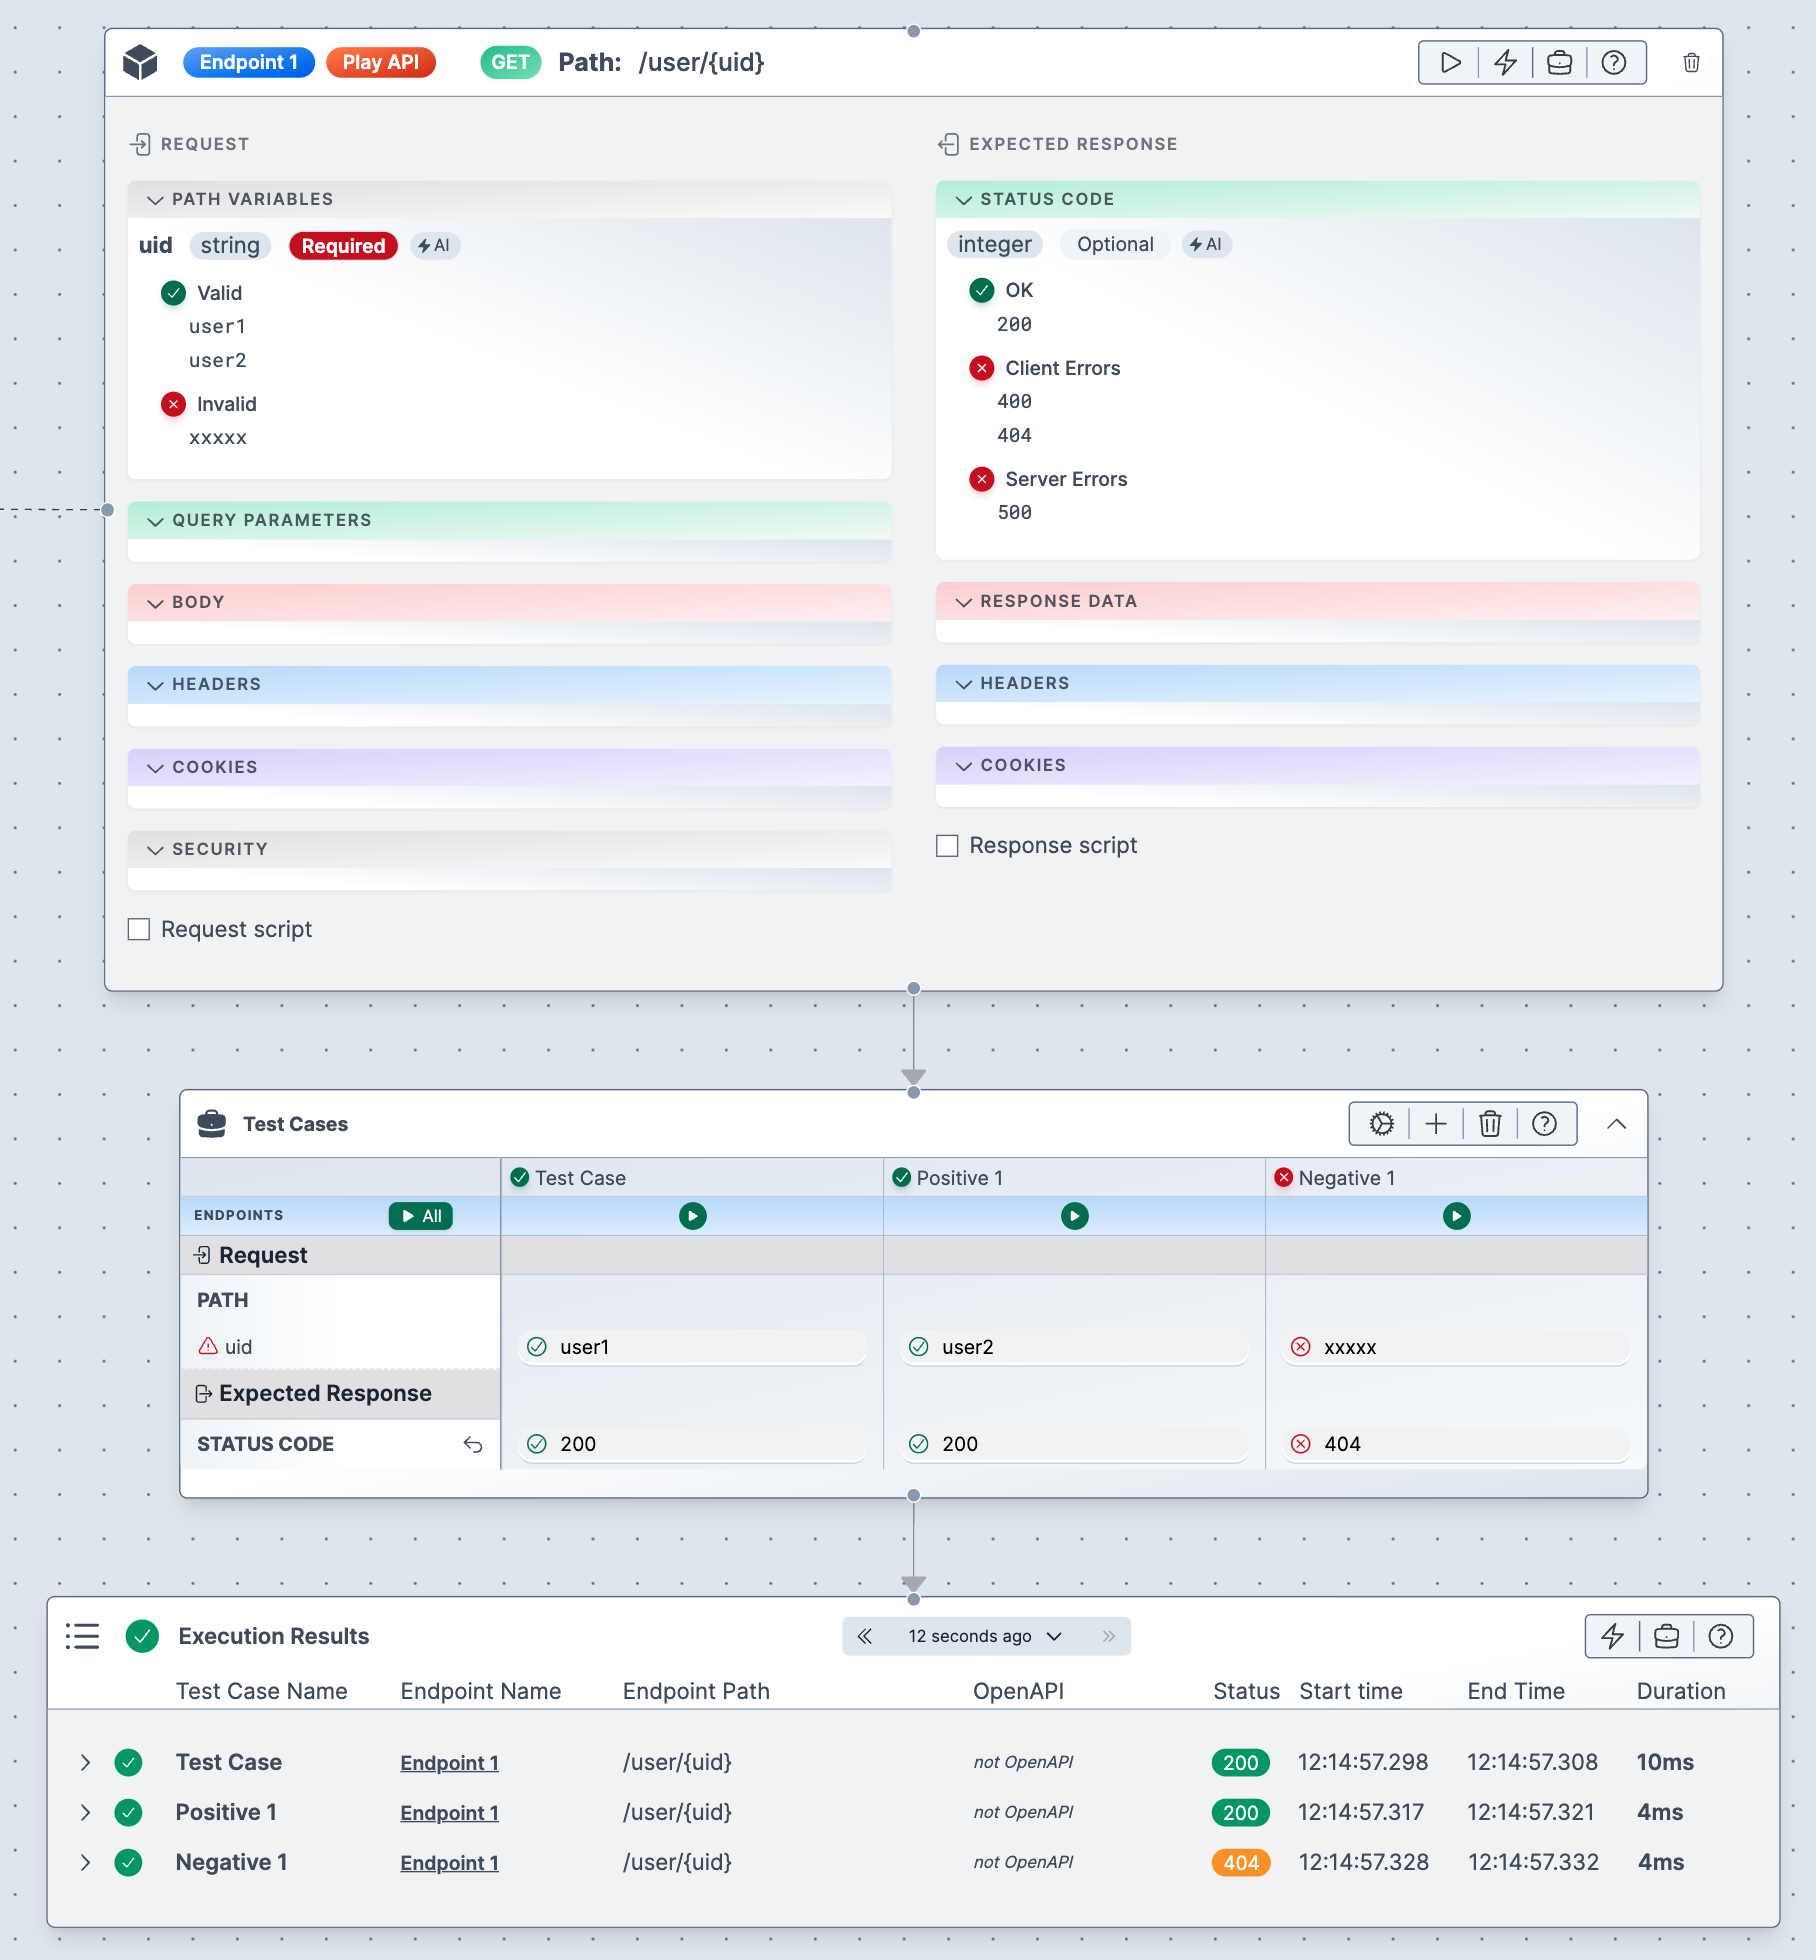 Endpoint 1 Play API GET Path: /user/{uid}
REQUEST
PATH VARIABLES
uid string Required AI
Valid
user1
user2
Invalid
xxxxx
QUERY PARAMETERS
BODY
HEADERS
COOKIES
SECURITY
Request script
EXPECTED RESPONSE
STATUS CODE
integer Optional AI
OK
200
Client Errors
400
404
Server Errors
500
RESPONSE DATA
HEADERS
COOKIES
Response script
Test Cases
Test Case Positive 1 Negative 1
ENDPOINTS All
Request
PATH
uid user1 user2 xxxxx
Expected Response
STATUS CODE 200 200 404
Execution Results 12 seconds ago
Test Case Name Endpoint Name Endpoint Path OpenAPI Status Start time End Time Duration
Test Case Endpoint 1 /user/{uid} not OpenAPI 200 12:14:57.298 12:14:57.308 10ms
Positive 1 Endpoint 1 /user/{uid} not OpenAPI 200 12:14:57.317 12:14:57.321 4ms
Negative 1 Endpoint 1 /user/{uid} not OpenAPI 404 12:14:57.328 12:14:57.332 4ms